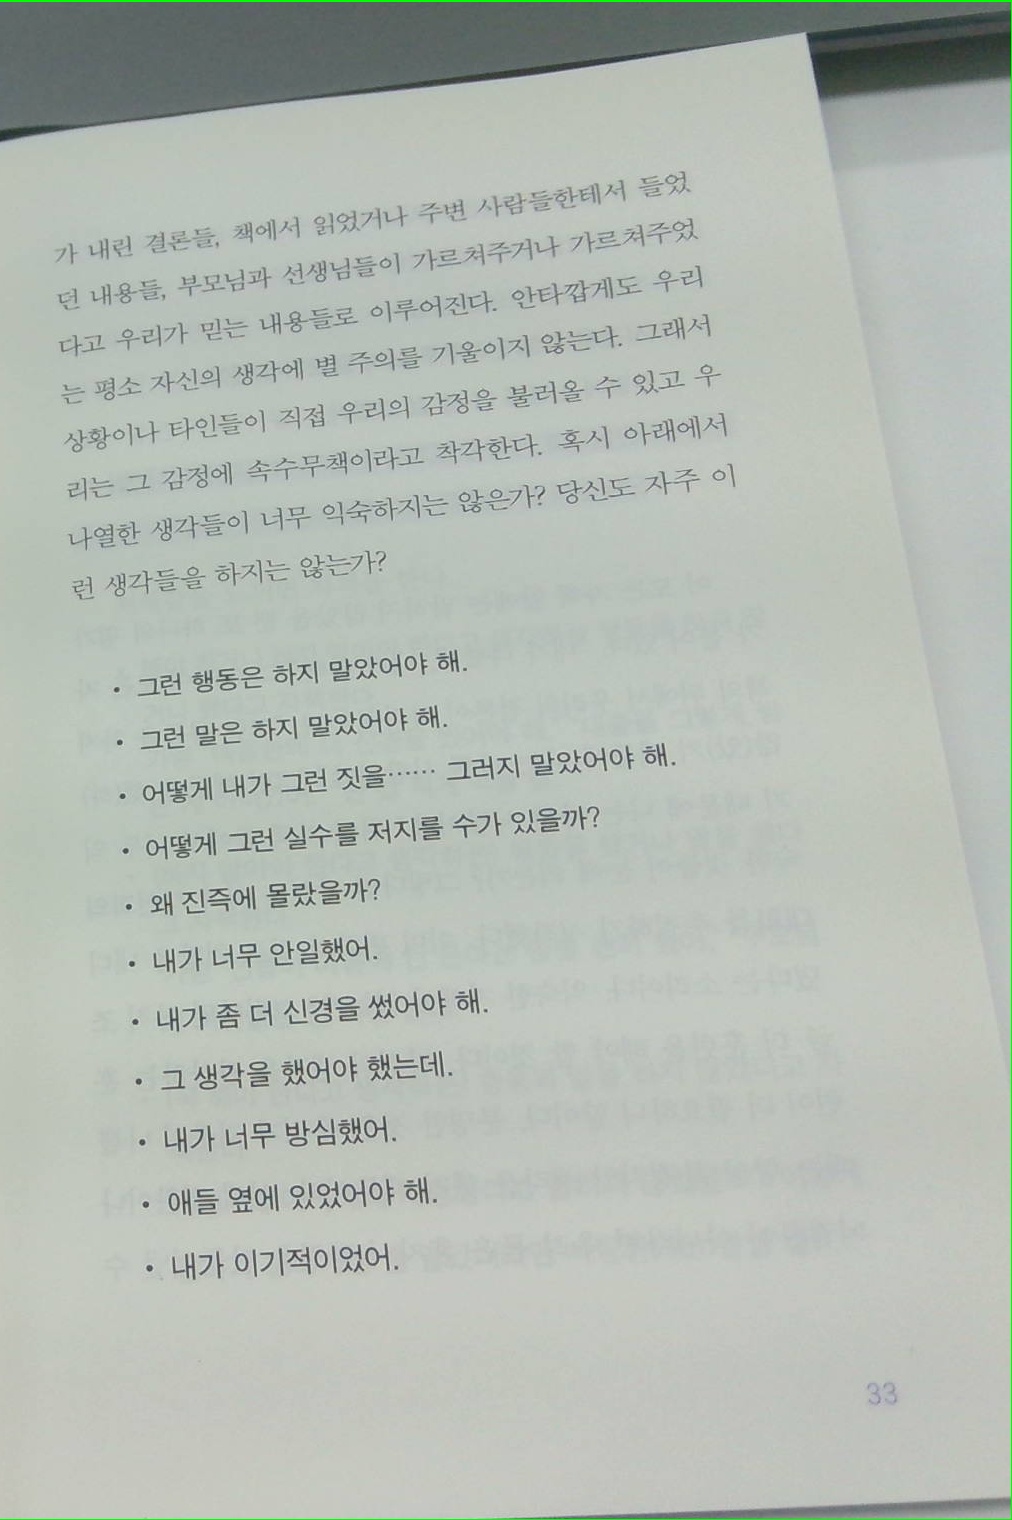 가 내린 결론들, 책에서 읽었거나 주변 사람들한테서 들었
던 내용들, 부모님과 선생님들이 가르쳐주거나 가르쳐주었
다고 우리가 믿는 내용들로 이루어진다. 안타깝게도 우리
는 평소 자신의 생각에 별 주의를 기울이지 않는다. 그래서
상황이나 타인들이 직접 우리의 감정을 불러올 수 있고 우
리는 그 감정에 속수무책이라고 착각한다. 혹시 아래에서
나열한 생각들이 너무 익숙하지는 않은가? 당신도 자주 이
런 생각들을 하지는 않는가?
• 그런 행동은 하지 말았어야 해.
• 그런 말은 하지 말았어야 해.
• 어떻게 내가 그런 짓을…… 그러지 말았어야 해.
• 어떻게 그런 실수를 저지를 수가 있을까?
• 왜 진즉에 몰랐을까?
• 내가 너무 안일했어.
• 내가 좀 더 신경을 썼어야 해.
• 그 생각을 했어야 했는데.
• 내가 너무 방심했어.
• 애들 옆에 있었어야 해.
• 내가 이기적이었어.
33